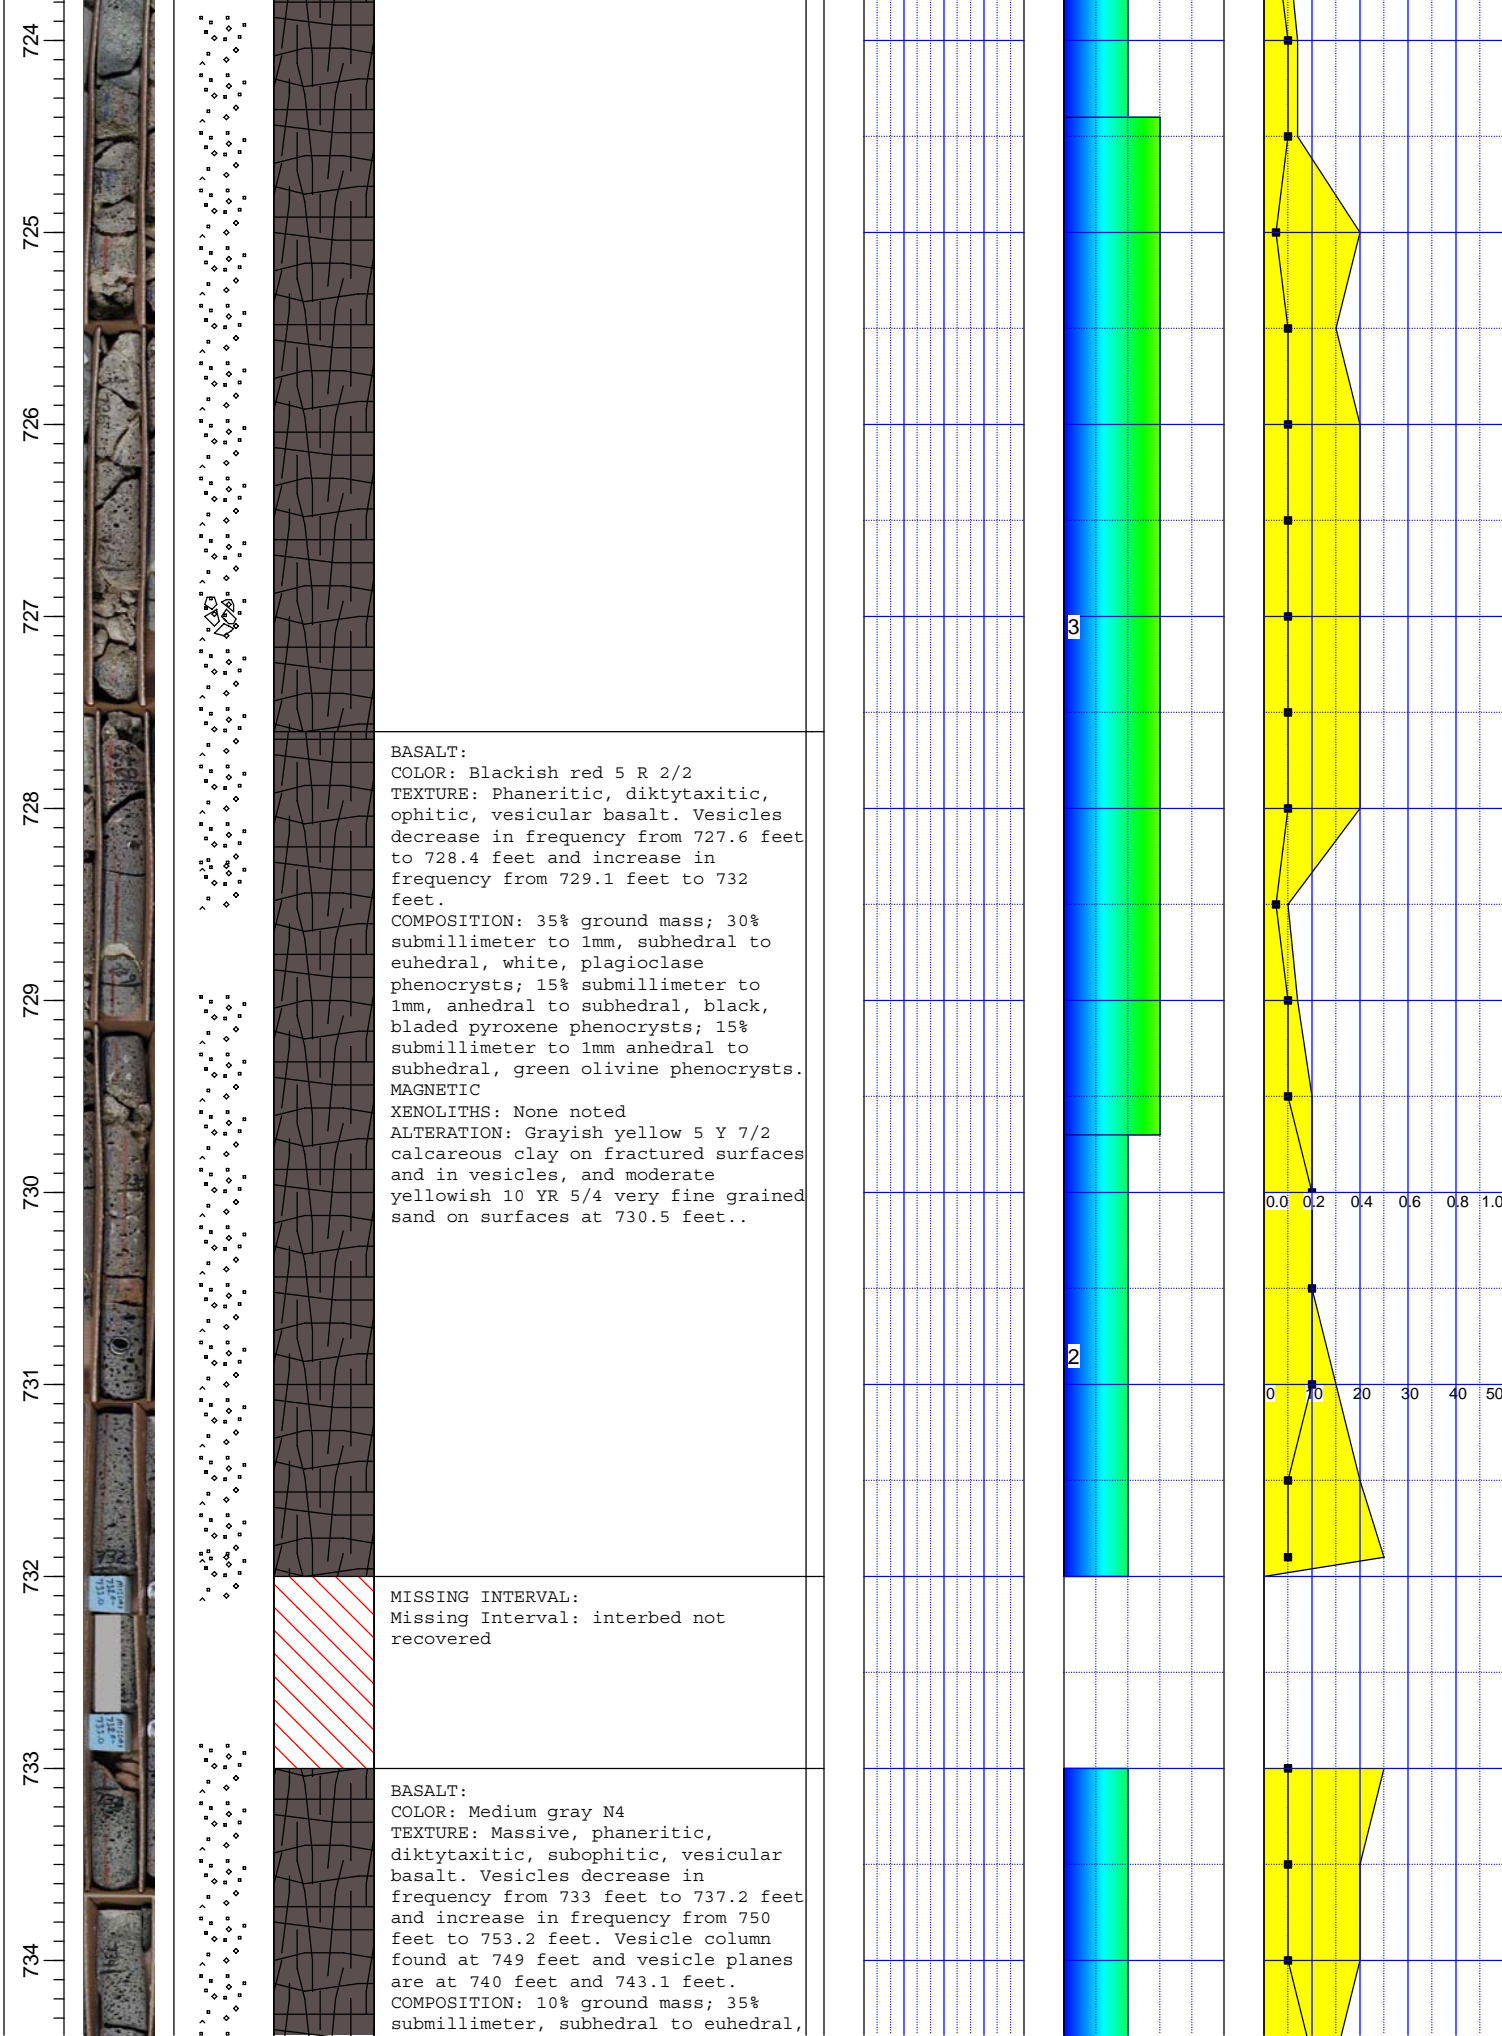 724
725
726
727
3
BASALT:
COLOR: Blackish red 5 R 2/2
TEXTURE: Phaneritic, diktytaxitic,
ophitic, vesicular basalt. Vesicles
decrease in frequency from 727.6 feet
to 728.4 feet and increase in
frequency from 729.1 feet to 732
feet.
COMPOSITION: 35% ground mass; 30%
submillimeter to 1mm, subhedral to
euhedral, white, plagioclase
phenocrysts; 15% submillimeter to
1mm, anhedral to subhedral, black,
bladed pyroxene phenocrysts; 15%
submillimeter to 1mm anhedral to
subhedral, green olivine phenocrysts.
MAGNETIC
XENOLITHS: None noted
ALTERATION: Grayish yellow 5 Y 7/2
calcareous clay on fractured surfaces
and in vesicles, and moderate
yellowish 10 YR 5/4 very fine grained
sand on surfaces at 730.5 feet..
728
729
730
0.0 0.2 0.4 0.6 0.8 1.0
2
731
0 10 20 30 40 50
732
732
MISSING INTERVAL:
Missing Interval: interbed not
recovered
733
BASALT:
COLOR: Medium gray N4
TEXTURE: Massive, phaneritic,
diktytaxitic, subophitic, vesicular
basalt. Vesicles decrease in
frequency from 733 feet to 737.2 feet
and increase in frequency from 750
feet to 753.2 feet. Vesicle column
found at 749 feet and vesicle planes
are at 740 feet and 743.1 feet.
COMPOSITION: 10% ground mass; 35%
submillimeter, subhedral to euhedral,
734